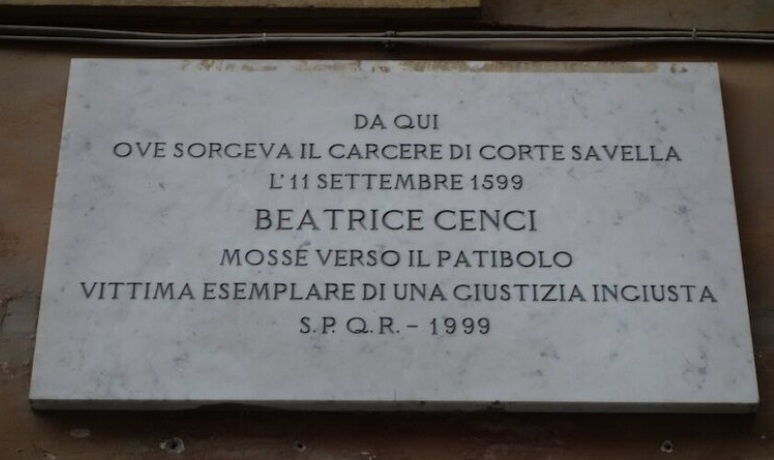 DA QUI
OVE SORGEVA IL CARCERE DI CORTE SAVELLA
L'11 SETTEMBRE 1599
BEATRICE CENCI
MOSSE VERSO IL PATIBOLO
VITTIMA ESEMPLARE DI UNA GIUSTIZIA INGIUSTA
S.P.Q.R. - 1999